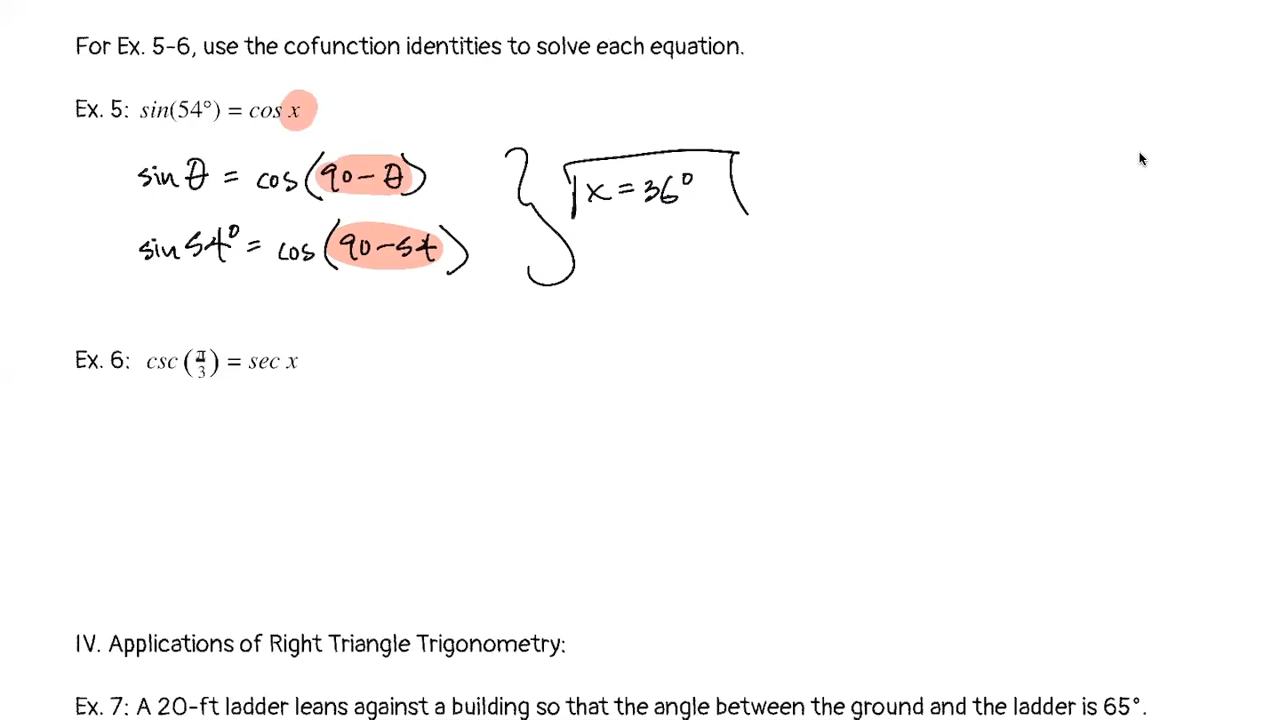 For Ex. 5-6, use the cofunction identities to solve each equation.
Ex. 5: sin(54°) = cos x
sin θ = cos(90 - θ)
x = 36°
sin 54° = cos(90 - 54)
Ex. 6: csc (π/3) = sec x
IV. Applications of Right Triangle Trigonometry:
Ex. 7: A 20-ft ladder leans against a building so that the angle between the ground and the ladder is 65°.